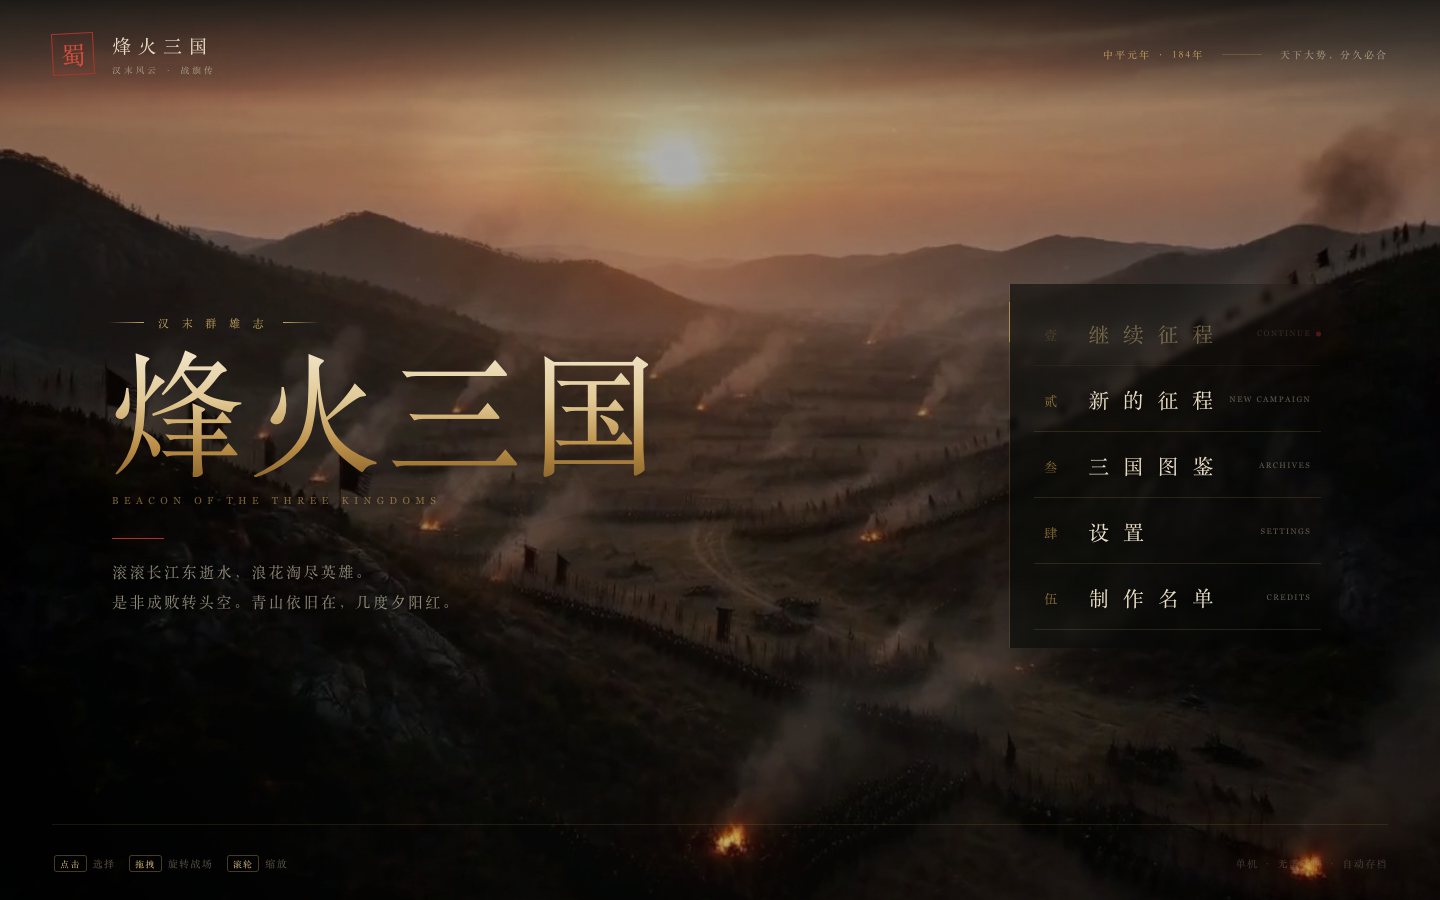 蜀
烽火三国
汉末风云 · 战旗传
中平元年 · 184年
天下大势，分久必合
汉末群雄志
烽火三国
BEACON OF THE THREE KINGDOMS
滚滚长江东逝水，浪花淘尽英雄。
是非成败转头空。青山依旧在，几度夕阳红。
壹 继续征程 CONTINUE
贰 新的征程 NEW CAMPAIGN
叁 三国图鉴 ARCHIVES
肆 设置 SETTINGS
伍 制作名单 CREDITS
点击 选择 拖拽 旋转战场 滚轮 缩放
单机 · 无 · 自动存档